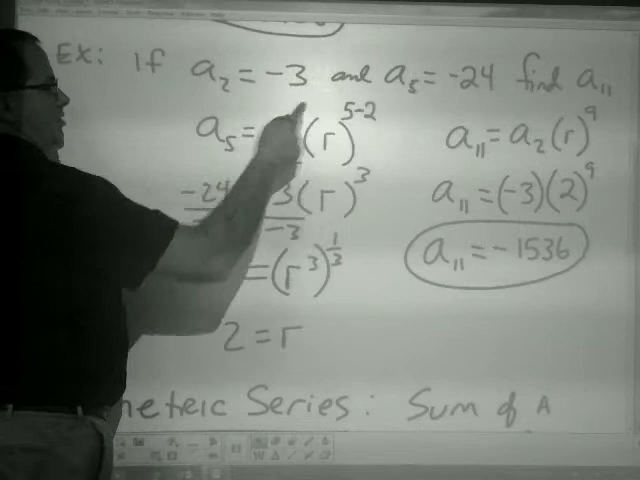 Ex: If a₂ = -3 and a₅ = -24 find a₁₁
a₅ = (r)⁵⁻² a₁₁ = a₂(r)⁹
-24 3(r)³ a₁₁ = (-3)(2)⁹
-3
= (r³)^(1/3) a₁₁ = -1536
2 = r
netric Series: Sum of A